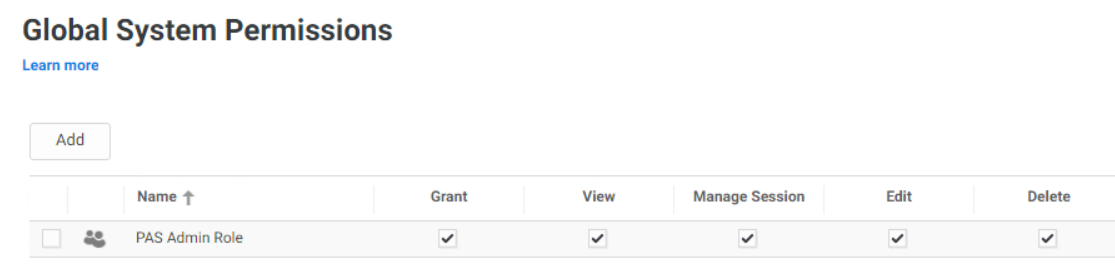 Global System Permissions
Learn more
Add
Name Grant View Manage Session Edit Delete
PAS Admin Role